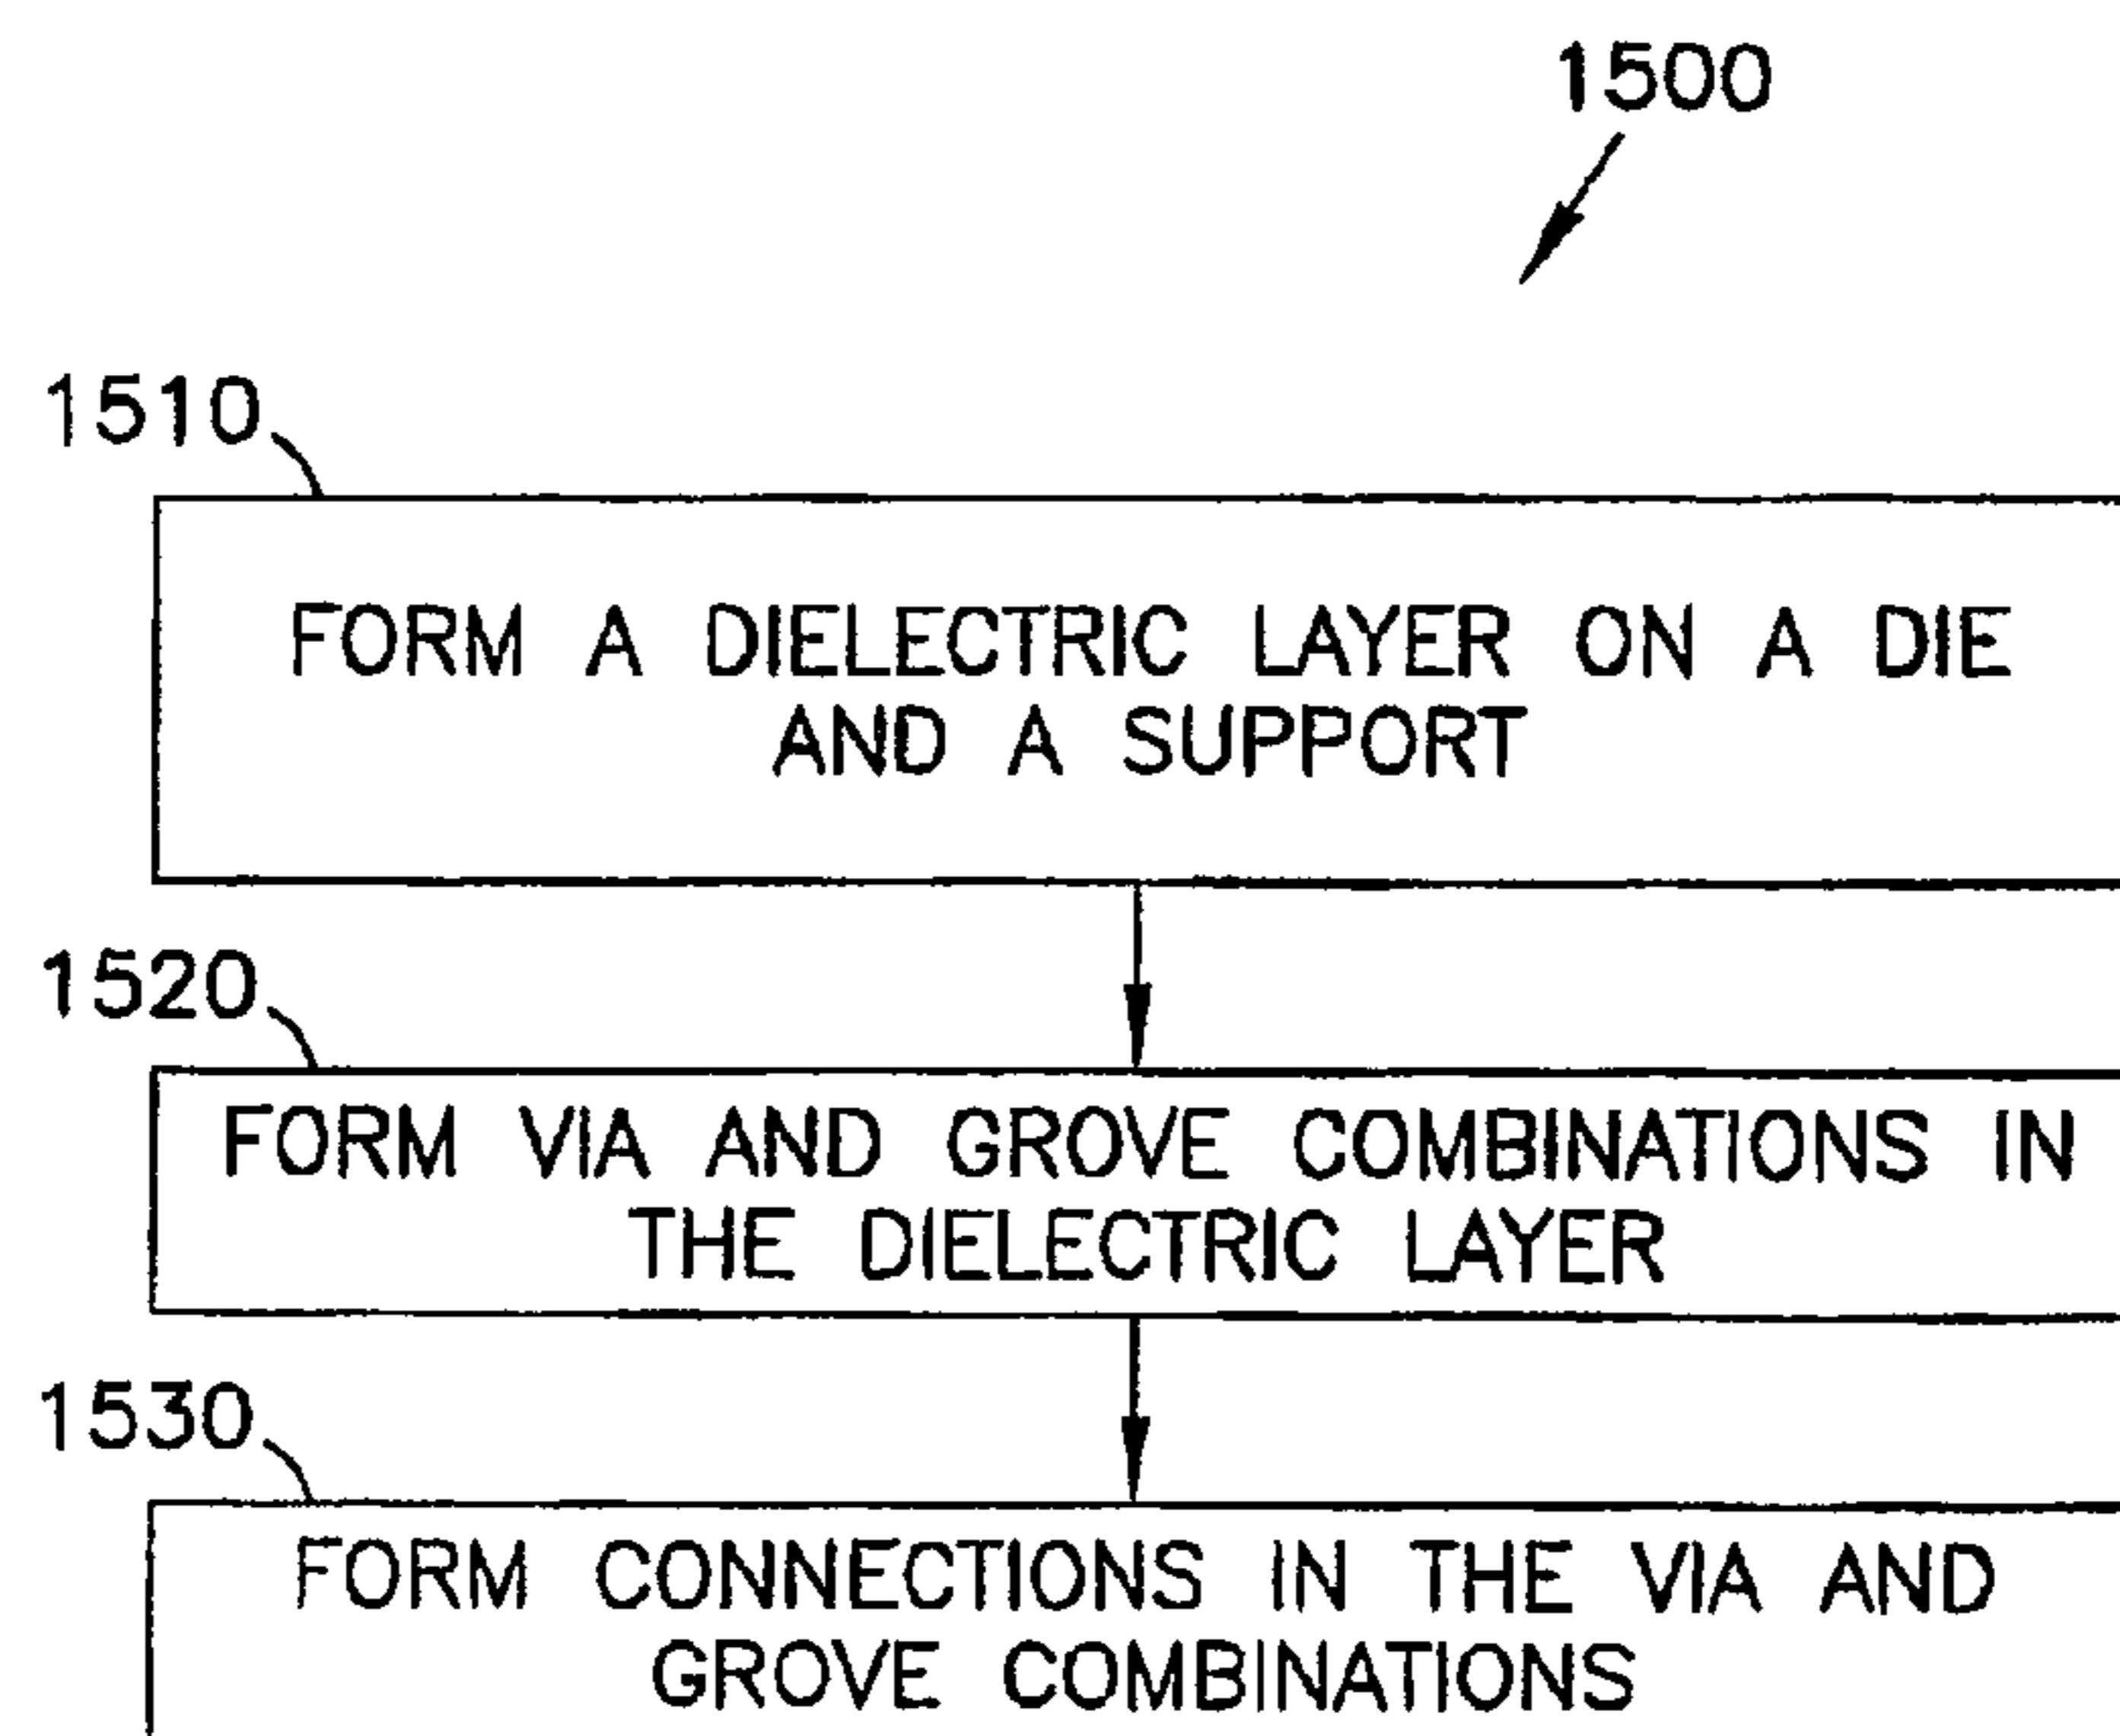 1500
1510
FORM A DIELECTRIC LAYER ON A DIE
AND A SUPPORT
1520
FORM VIA AND GROVE COMBINATIONS IN
THE DIELECTRIC LAYER
1530
FORM CONNECTIONS IN THE VIA AND
GROVE COMBINATIONS